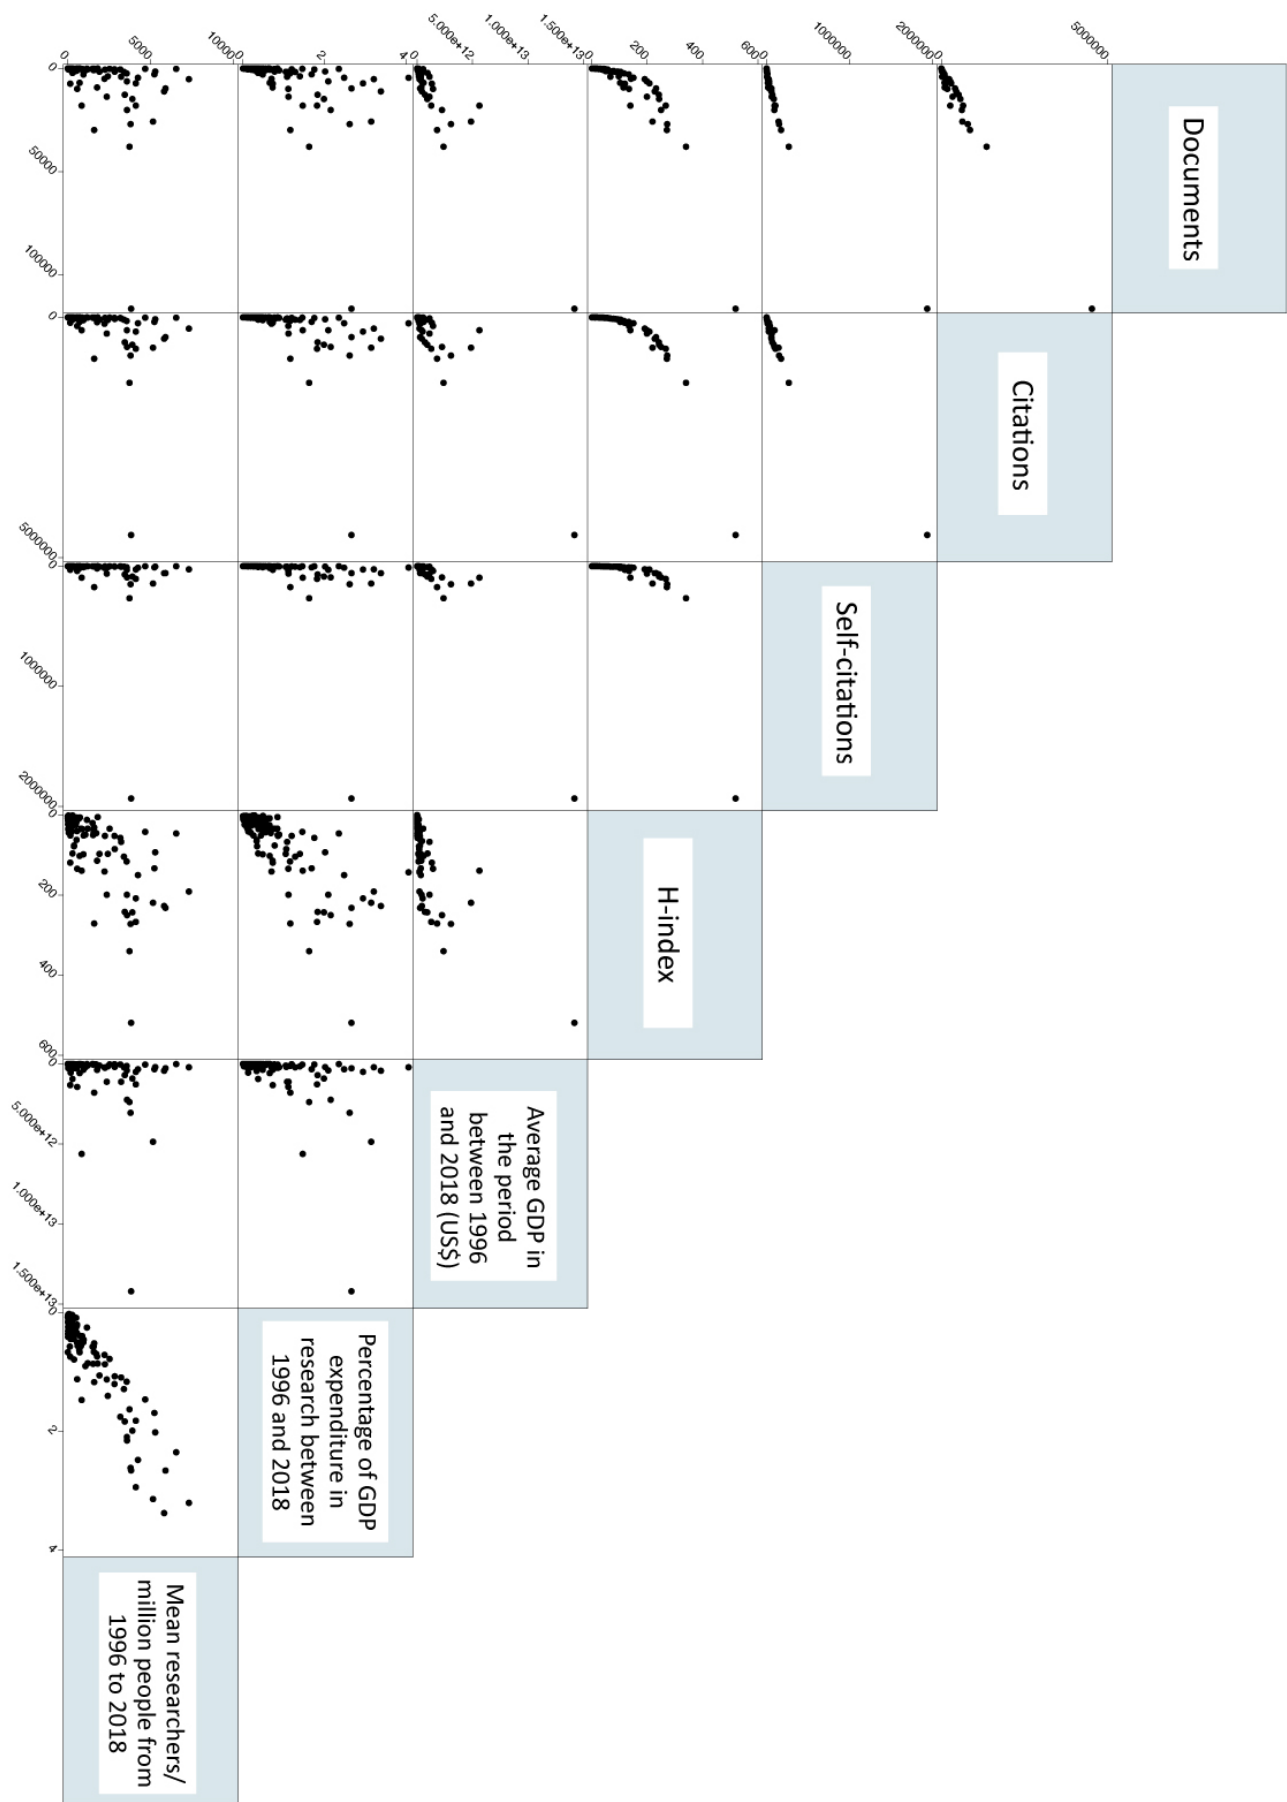 Documents
5000000
0
Citations
2000000
1000000
0
Self-citations
600
400
200
0
H-index
1.500e+13
1.000e+13
5.000e+12
0
Average GDP in
the period
between 1996
and 2018 (US$)
4
2
0
Percentage of GDP
expenditure in
research between
1996 and 2018
10000
5000
0
Mean researchers/
million people from
1996 to 2018
0
50000
100000
0
5000000
0
1000000
2000000
0
200
400
600
0
5.000e+12
1.000e+13
1.500e+13
0
2
4